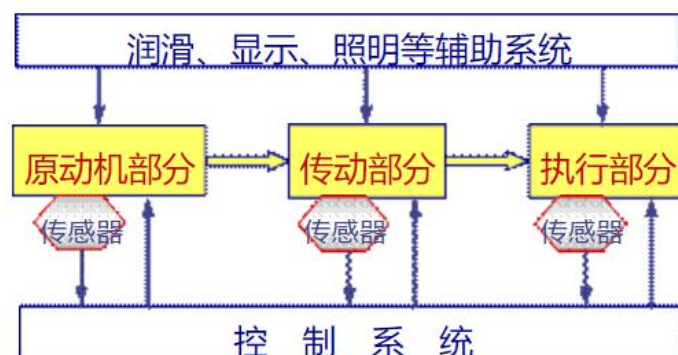 润滑、显示、照明等辅助系统
原动机部分
传动部分
执行部分
传感器
传感器
传感器
控制系统